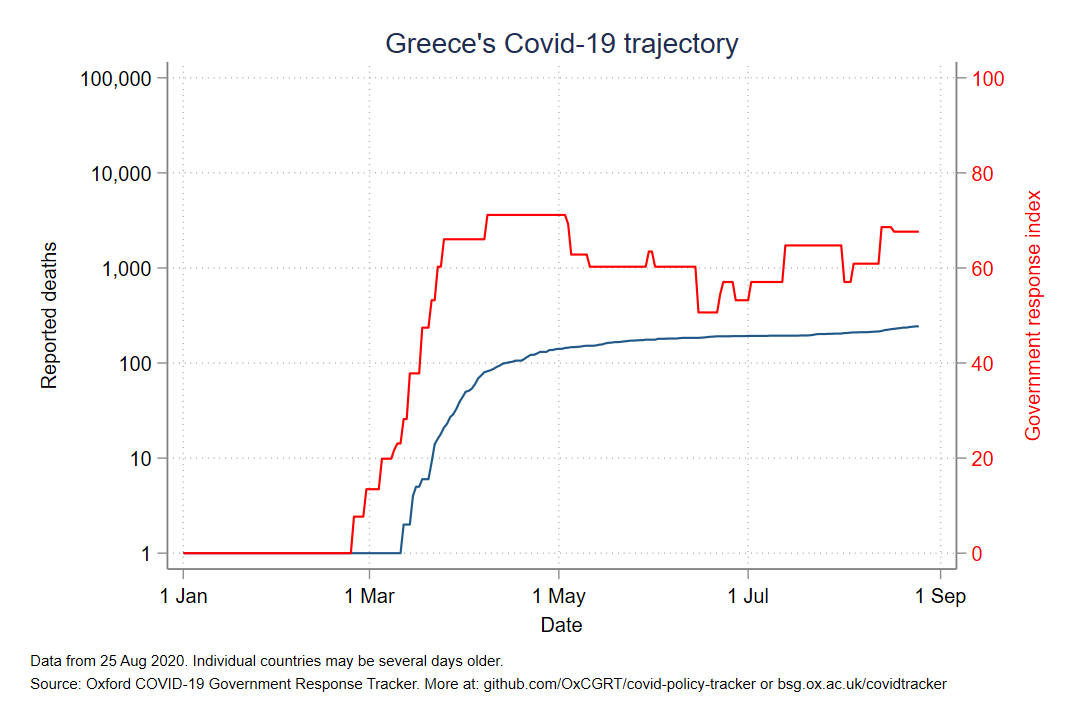 Greece's Covid-19 trajectory
100,000
10,000
1,000
100
10
1
Reported deaths
100
80
60
40
20
0
Government response index
1 Jan
1 Mar
1 May
1 Jul
1 Sep
Date
Data from 25 Aug 2020. Individual countries may be several days older.
Source: Oxford COVID-19 Government Response Tracker. More at: github.com/OxCGRT/covid-policy-tracker or bsg.ox.ac.uk/covidtracker